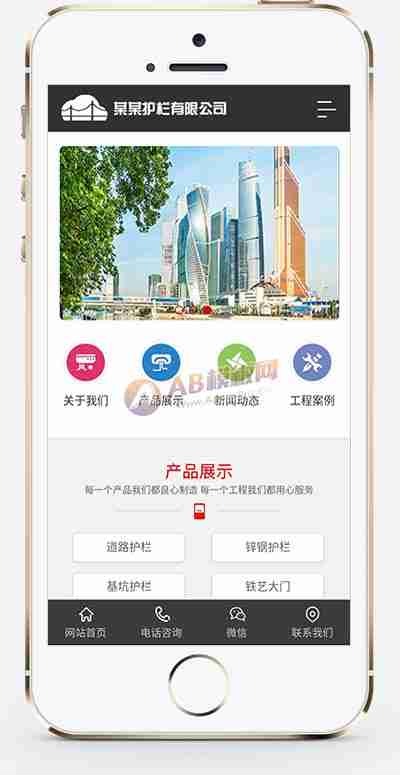 某某护栏有限公司
关于我们 产品展示 新闻动态 工程案例
AB模板网
产品展示
每一个产品我们都良心制造 每一个工程我们都用心服务
道路护栏 锌钢护栏
基坑护栏 铁艺大门
网站首页 电话咨询 微信 联系我们